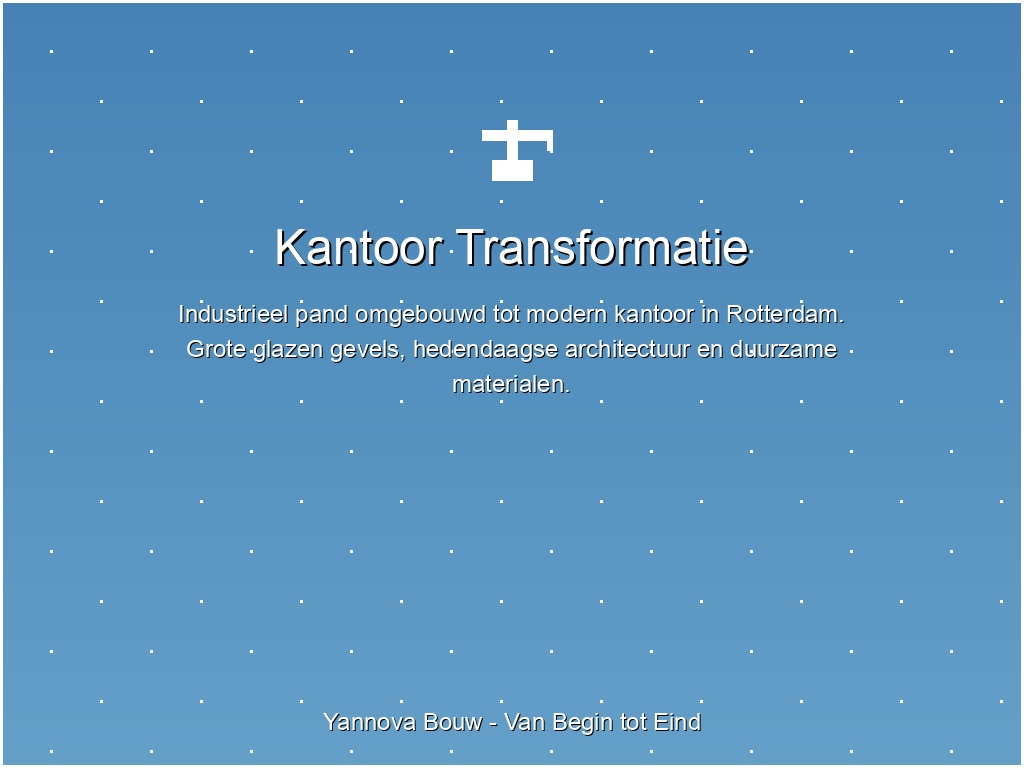 Kantoor Transformatie
Industrieel pand omgebouwd tot modern kantoor in Rotterdam.
Grote glazen gevels, hedendaagse architectuur en duurzame
materialen.
Yannova Bouw - Van Begin tot Eind